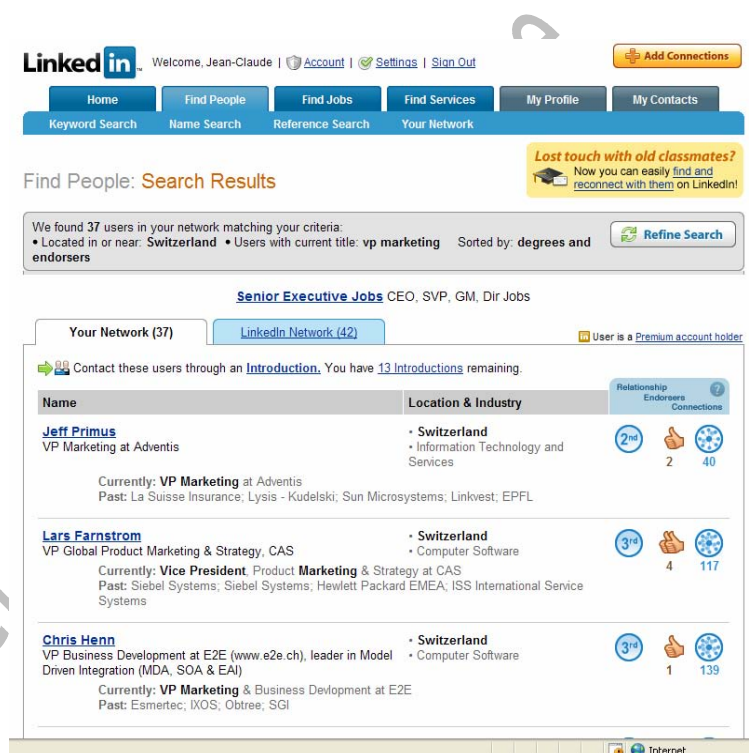 Linked in™ Welcome, Jean-Claude | Account | Settings | Sign Out Add Connections
Home Find People Find Jobs Find Services My Profile My Contacts
Keyword Search Name Search Reference Search Your Network
Lost touch with old classmates?
Now you can easily find and
reconnect with them on LinkedIn!
Find People: Search Results
We found 37 users in your network matching your criteria:
• Located in or near: Switzerland • Users with current title: vp marketing Sorted by: degrees and
endorsers
Refine Search
Senior Executive Jobs CEO, SVP, GM, Dir Jobs
Your Network (37) LinkedIn Network (42) in User is a Premium account holder
Contact these users through an Introduction. You have 13 Introductions remaining.
Relationship ?
Endorsers
Connections
Name Location & Industry
Jeff Primus • Switzerland 2nd
VP Marketing at Adventis • Information Technology and
Services 2 40
Currently: VP Marketing at Adventis
Past: La Suisse Insurance; Lysis - Kudelski; Sun Microsystems; Linkvest; EPFL
Lars Farnstrom • Switzerland 3rd
VP Global Product Marketing & Strategy, CAS • Computer Software
4 117
Currently: Vice President, Product Marketing & Strategy at CAS
Past: Siebel Systems; Siebel Systems; Hewlett Packard EMEA; ISS International Service
Systems
Chris Henn • Switzerland 3rd
VP Business Development at E2E (www.e2e.ch), leader in Model • Computer Software
Driven Integration (MDA, SOA & EAI) 1 139
Currently: VP Marketing & Business Devlopment at E2E
Past: Esmertec; IXOS; Obtree; SGI
Internet